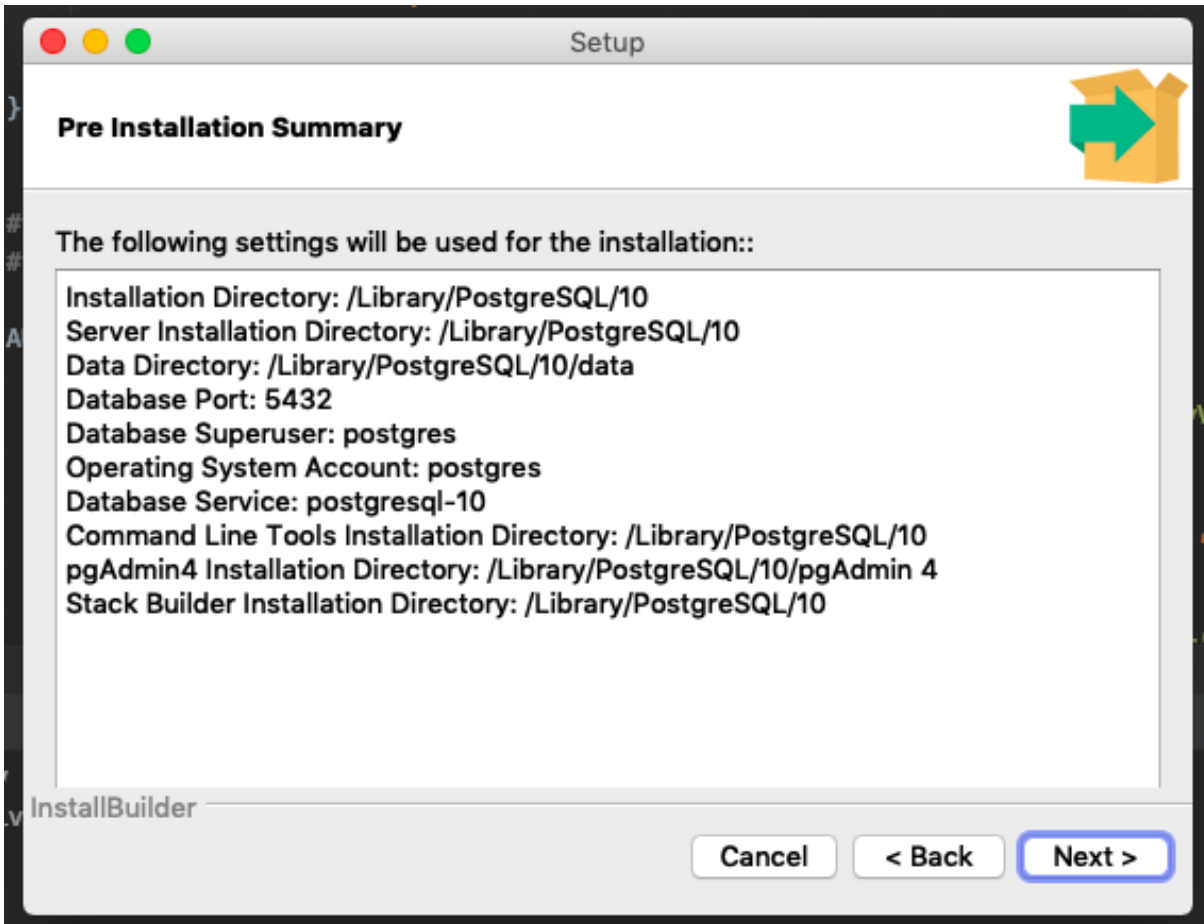 Setup
}
Pre Installation Summary
#
#
The following settings will be used for the installation::
Installation Directory: /Library/PostgreSQL/10
Server Installation Directory: /Library/PostgreSQL/10
A
Data Directory: /Library/PostgreSQL/10/data
Database Port: 5432
Database Superuser: postgres
Operating System Account: postgres
Database Service: postgresql-10
Command Line Tools Installation Directory: /Library/PostgreSQL/10
pgAdmin4 Installation Directory: /Library/PostgreSQL/10/pgAdmin 4
Stack Builder Installation Directory: /Library/PostgreSQL/10
InstallBuilder
Cancel
< Back
Next >